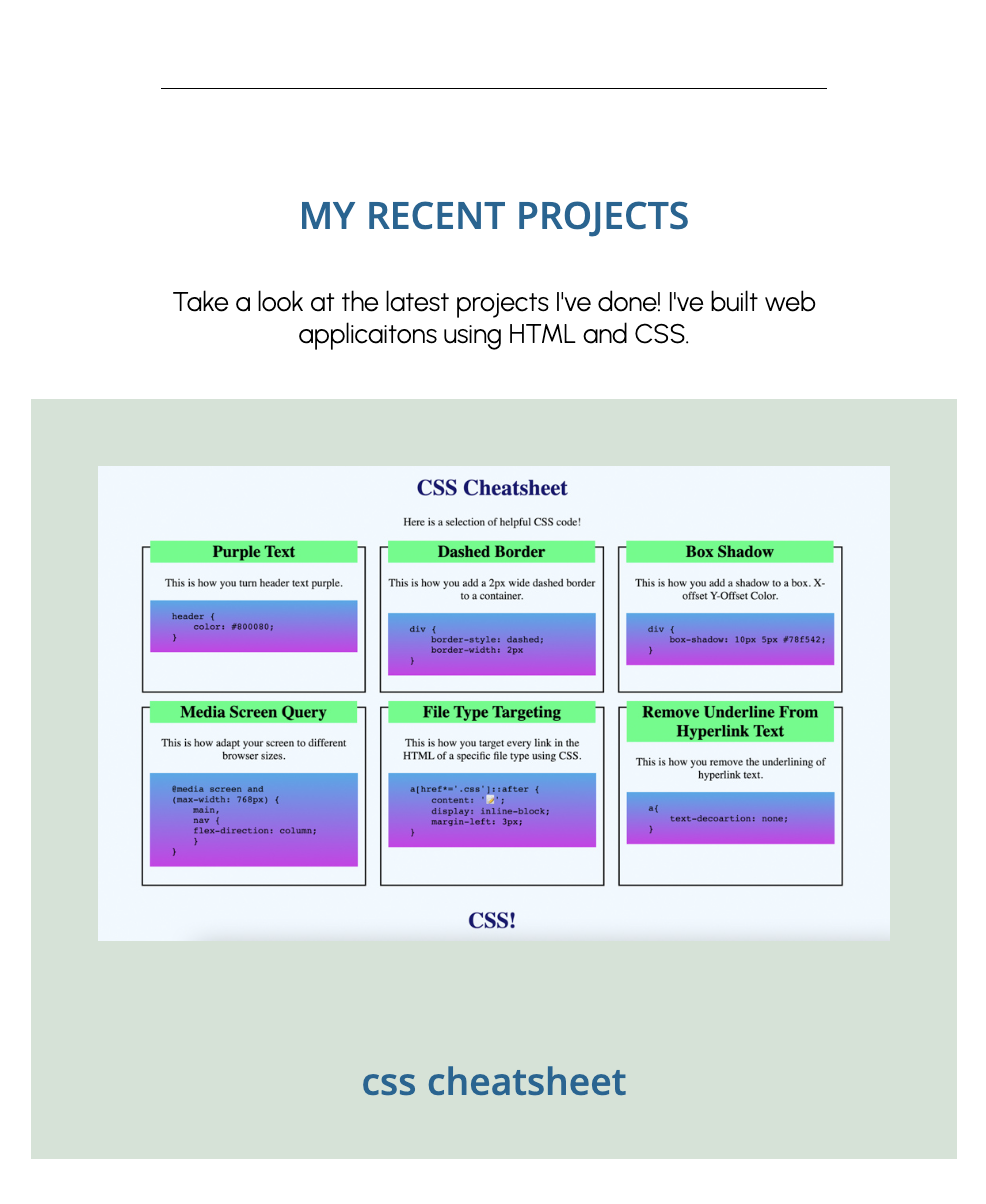 MY RECENT PROJECTS
Take a look at the latest projects I've done! I've built web
applicaitons using HTML and CSS.
CSS Cheatsheet
Here is a selection of helpful CSS code!
Purple Text
This is how you turn header text purple.
header {
color: #800080;
}
Dashed Border
This is how you add a 2px wide dashed border
to a container.
div {
border-style: dashed;
border-width: 2px
}
Box Shadow
This is how you add a shadow to a box. X-
offset Y-Offset Color.
div {
box-shadow: 10px 5px #78f542;
}
Media Screen Query
This is how adapt your screen to different
browser sizes.
@media screen and
(max-width: 768px) {
main,
nav {
flex-direction: column;
}
}
File Type Targeting
This is how you target every link in the
HTML of a specific file type using CSS.
a[href*='.css']::after {
content: '📝';
display: inline-block;
margin-left: 3px;
}
Remove Underline From
Hyperlink Text
This is how you remove the underlining of
hyperlink text.
a{
text-decoartion: none;
}
CSS!
css cheatsheet